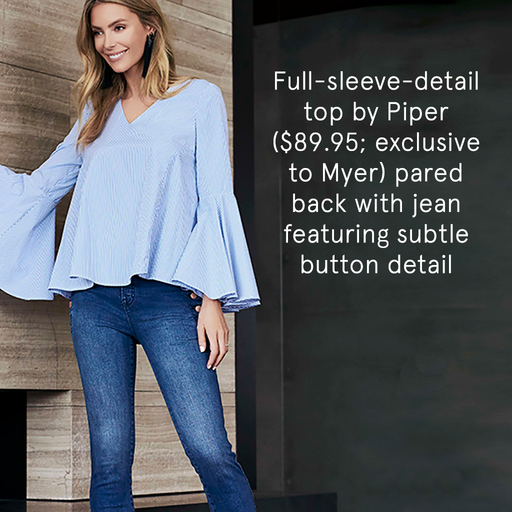 Full-sleeve-detail
top by Piper
($89.95; exclusive
to Myer) pared
back with jean
featuring subtle
button detail